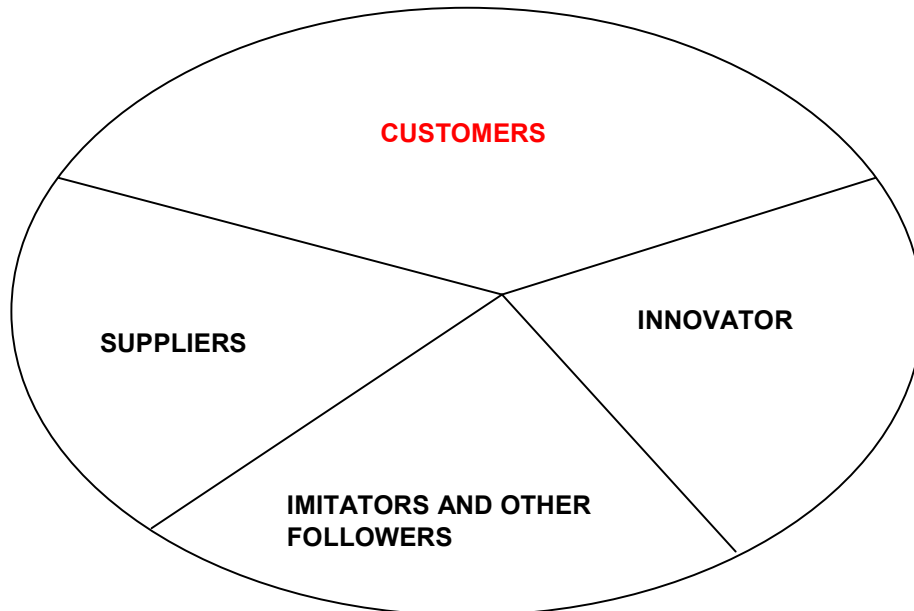 CUSTOMERS
INNOVATOR
SUPPLIERS
IMITATORS AND OTHER
FOLLOWERS